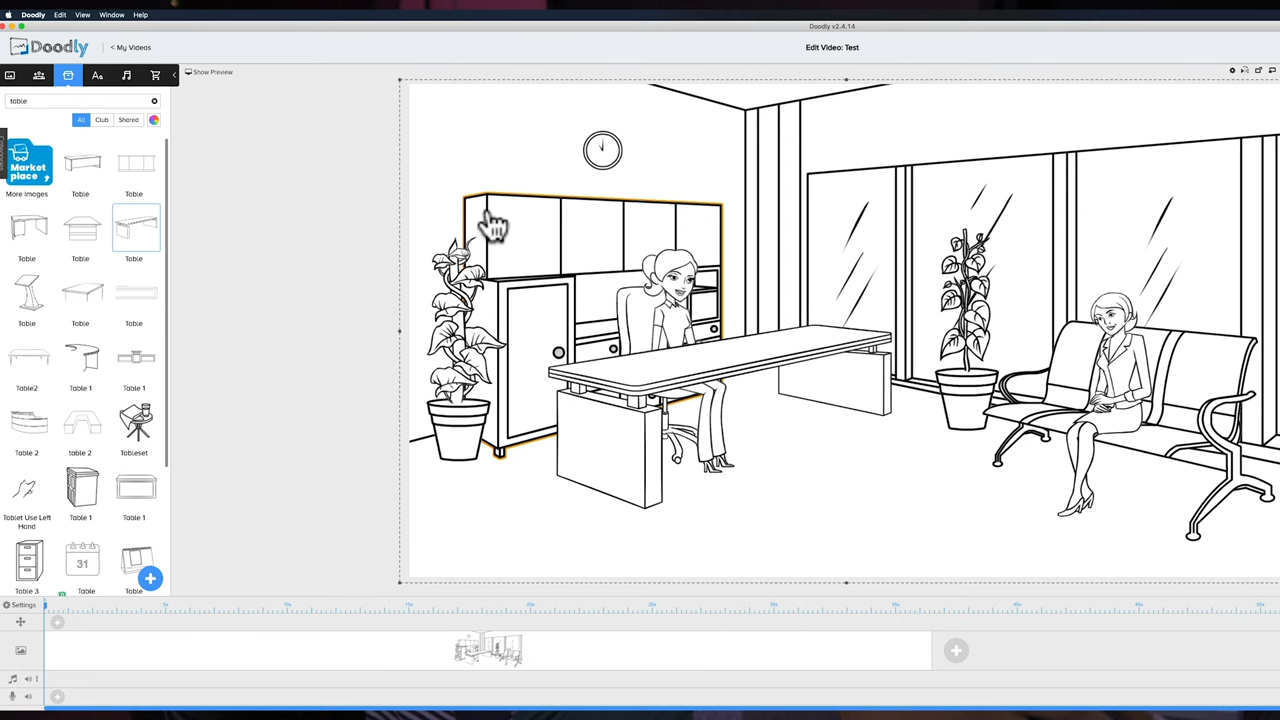 Doodly Edit View Window Help
Doodly v2.4.14
Doodly < My Videos Edit Video: Test
Aa
Show Preview
table
All Club Shared
Market
place
More Images Table Table
Table Table Table
Table Table Table
Table2 Table 1 Table 1
Table 2 table 2 Tableset
Tablet Use Left
Hand
Table 1 Table 1
31
Table 3 Table Table
Settings